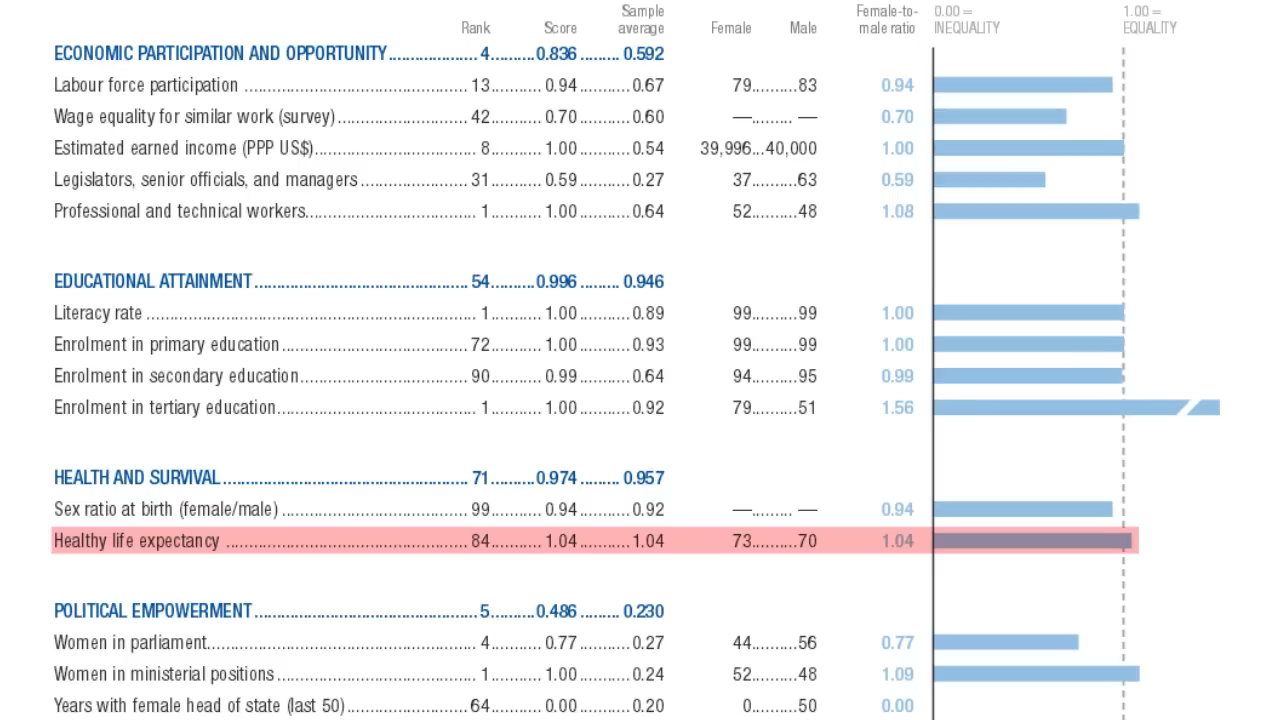 Rank Score Sample average Female Male Female-to-male ratio 0.00 = INEQUALITY 1.00 = EQUALITY
ECONOMIC PARTICIPATION AND OPPORTUNITY....................4..........0.836.........0.592
Labour force participation ................................................13...........0.94...........0.67 79..........83 0.94
Wage equality for similar work (survey)............................42...........0.70...........0.60 —......... — 0.70
Estimated earned income (PPP US$)..................................8...........1.00...........0.54 39,996...40,000 1.00
Legislators, senior officials, and managers .......................31...........0.59...........0.27 37..........63 0.59
Professional and technical workers.....................................1...........1.00...........0.64 52..........48 1.08
EDUCATIONAL ATTAINMENT................................................54..........0.996.........0.946
Literacy rate .....................................................................1...........1.00...........0.89 99..........99 1.00
Enrolment in primary education........................................72...........1.00...........0.93 99..........99 1.00
Enrolment in secondary education....................................90...........0.99...........0.64 94..........95 0.99
Enrolment in tertiary education..........................................1...........1.00...........0.92 79..........51 1.56
HEALTH AND SURVIVAL......................................................71..........0.974.........0.957
Sex ratio at birth (female/male) ........................................99...........0.94...........0.92 —......... — 0.94
Healthy life expectancy ....................................................84...........1.04...........1.04 73..........70 1.04
POLITICAL EMPOWERMENT.................................................5..........0.486.........0.230
Women in parliament.........................................................4...........0.77...........0.27 44..........56 0.77
Women in ministerial positions..........................................1...........1.00...........0.24 52..........48 1.09
Years with female head of state (last 50)..........................64...........0.00...........0.20 0..........50 0.00